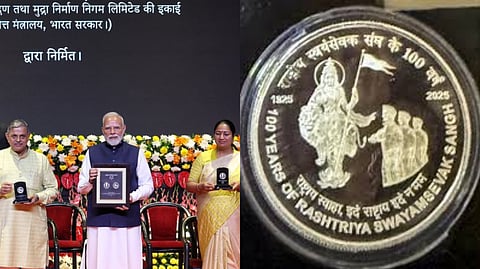 ण तथा मुद्रा निर्माण निगम लिमिटेड की इकाई
त्त मंत्रालय, भारत सरकार।)
द्वारा निर्मित।
राष्ट्रीय स्वयंसेवक संघ के 100 वर्ष
1925
2025
100 YEARS OF RASHTRIYA SWAYAMSEVAK SANGH
राष्ट्राय स्वाहा, इदं राष्ट्राय इदं न मम